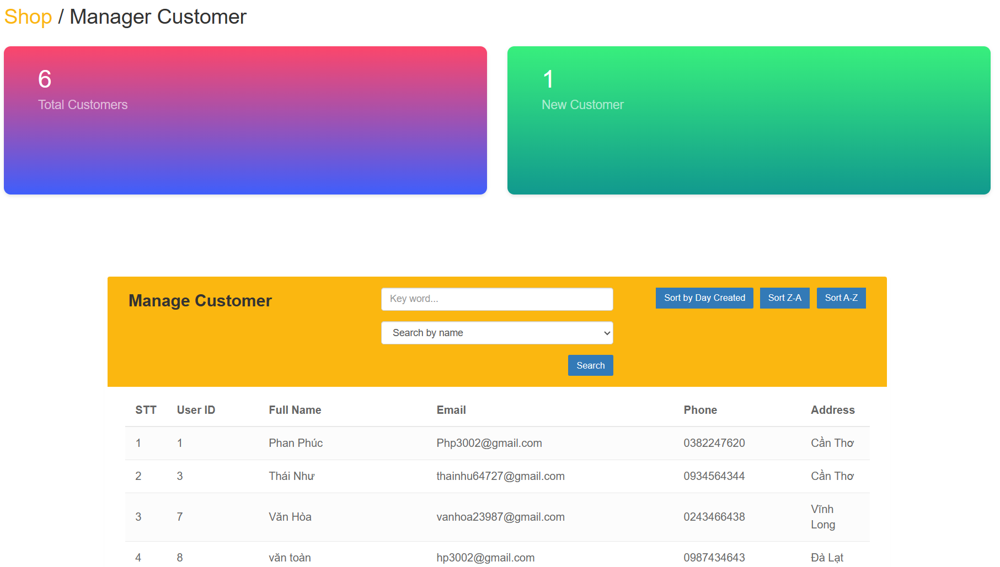 Shop / Manager Customer
6
Total Customers
1
New Customer
Manage Customer
Key word...
Search by name
Search
Sort by Day Created
Sort Z-A
Sort A-Z
STT User ID Full Name Email Phone Address
1 1 Phan Phúc Php3002@gmail.com 0382247620 Cần Thơ
2 3 Thái Như thainhu64727@gmail.com 0934564344 Cần Thơ
3 7 Văn Hòa vanhoa23987@gmail.com 0243466438 Vĩnh
Long
4 8 văn toàn hp3002@gmail.com 0987434643 Đà Lạt